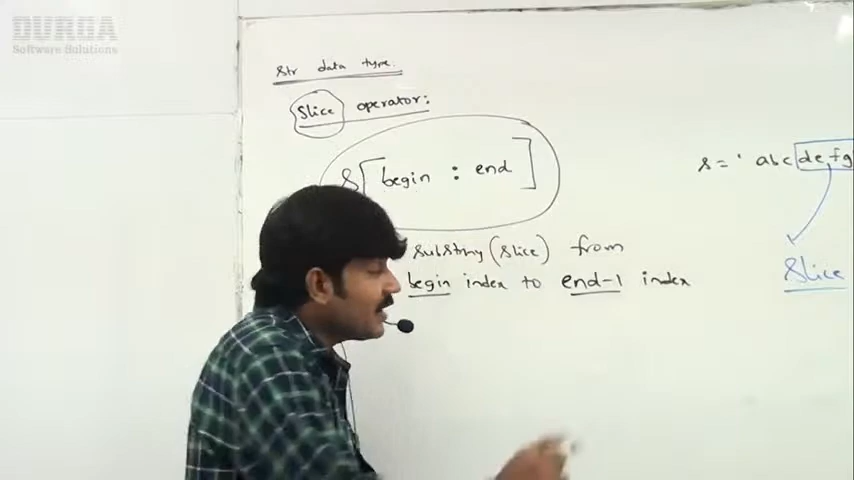 DURGA
Software Solutions
str data type:
slice operator:
s[begin : end]
s = 'abcdefg
substring (slice) from
begin index to end-1 index
slice